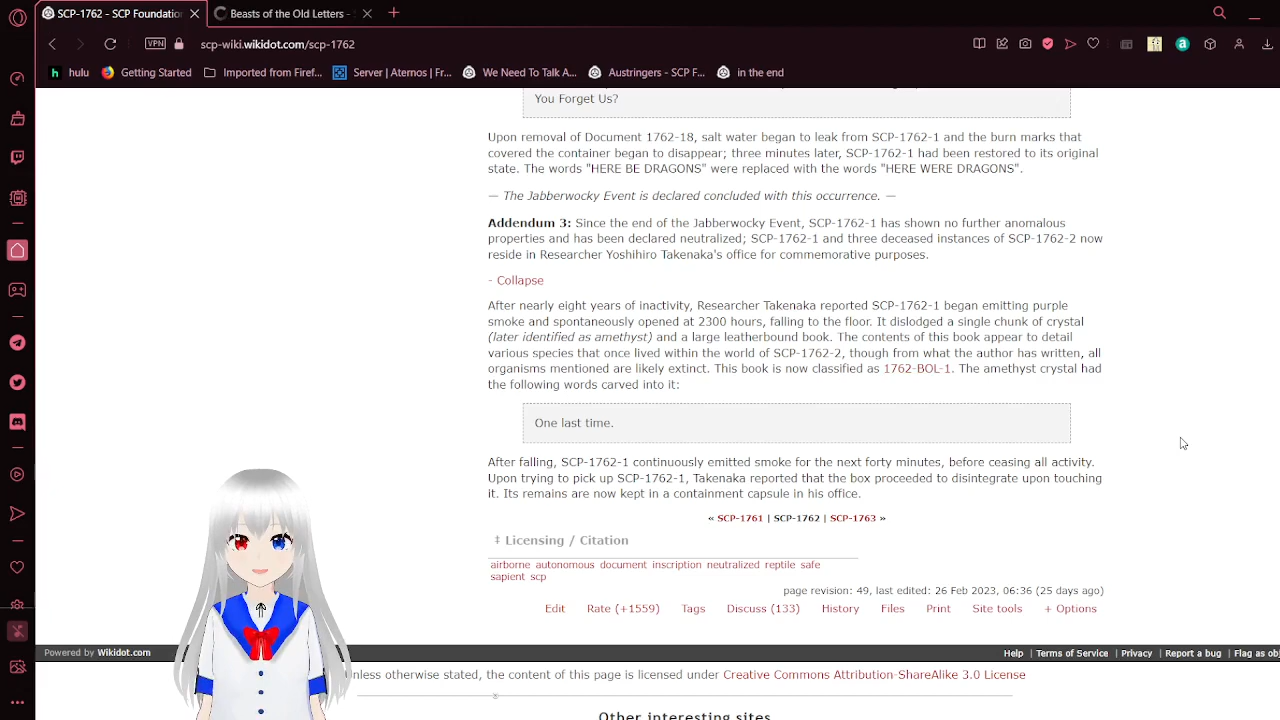 SCP-1762 - SCP Foundation
Beasts of the Old Letters -
VPN
scp-wiki.wikidot.com/scp-1762
hulu
Getting Started
Imported from Firef...
Server | Aternos | Fr...
We Need To Talk A...
Austringers - SCP F...
in the end
You Forget Us?
Upon removal of Document 1762-18, salt water began to leak from SCP-1762-1 and the burn marks that
covered the container began to disappear; three minutes later, SCP-1762-1 had been restored to its original
state. The words "HERE BE DRAGONS" were replaced with the words "HERE WERE DRAGONS".
— The Jabberwocky Event is declared concluded with this occurrence. —
Addendum 3: Since the end of the Jabberwocky Event, SCP-1762-1 has shown no further anomalous
properties and has been declared neutralized; SCP-1762-1 and three deceased instances of SCP-1762-2 now
reside in Researcher Yoshihiro Takenaka's office for commemorative purposes.
- Collapse
After nearly eight years of inactivity, Researcher Takenaka reported SCP-1762-1 began emitting purple
smoke and spontaneously opened at 2300 hours, falling to the floor. It dislodged a single chunk of crystal
(later identified as amethyst) and a large leatherbound book. The contents of this book appear to detail
various species that once lived within the world of SCP-1762-2, though from what the author has written, all
organisms mentioned are likely extinct. This book is now classified as 1762-BOL-1. The amethyst crystal had
the following words carved into it:
One last time.
After falling, SCP-1762-1 continuously emitted smoke for the next forty minutes, before ceasing all activity.
Upon trying to pick up SCP-1762-1, Takenaka reported that the box proceeded to disintegrate upon touching
it. Its remains are now kept in a containment capsule in his office.
« SCP-1761 | SCP-1762 | SCP-1763 »
‡ Licensing / Citation
airborne autonomous document inscription neutralized reptile safe
sapient scp
page revision: 49, last edited: 26 Feb 2023, 06:36 (25 days ago)
Edit Rate (+1559) Tags Discuss (133) History Files Print Site tools + Options
Powered by Wikidot.com
Help | Terms of Service | Privacy | Report a bug | Flag as obj
nless otherwise stated, the content of this page is licensed under Creative Commons Attribution-ShareAlike 3.0 License
Other interesting sites